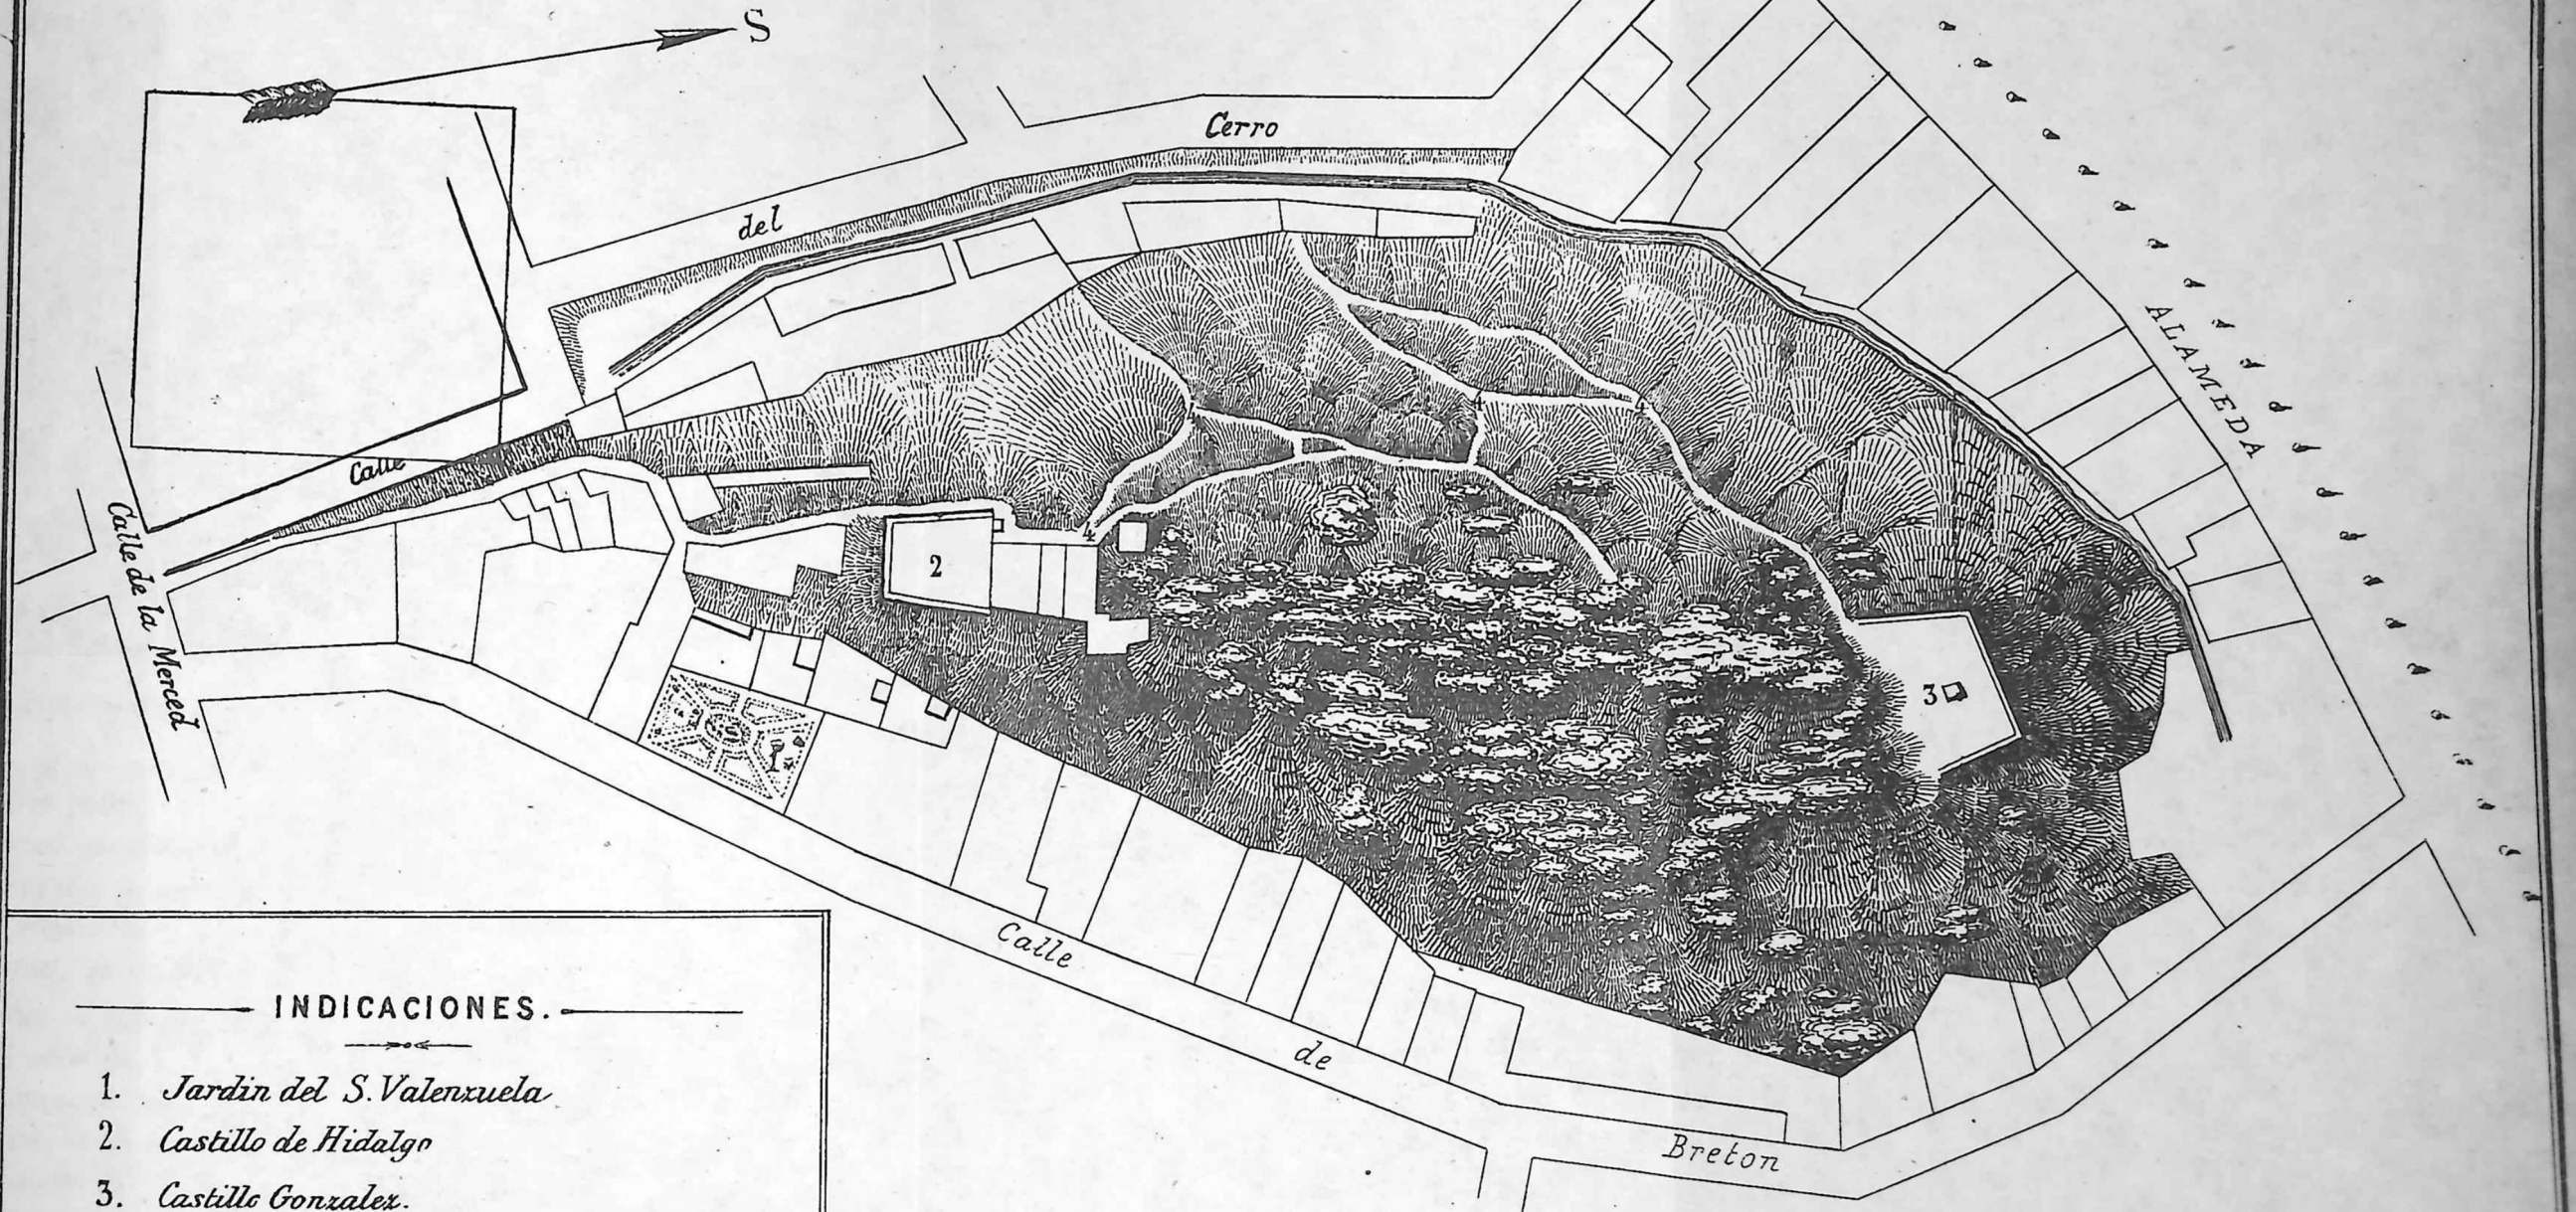 S
Cerro
del
Calle
Calle de la Merced
ALAMEDA
4
4
4
2
3
1
Calle
de
Breton
INDICACIONES.
1. Jardin del S. Valenzuela
2. Castillo de Hidalgo
3. Castillo Gonzalez.